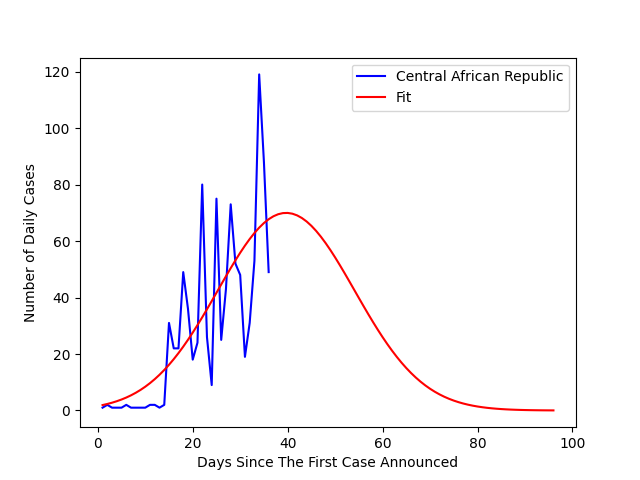 Central African Republic
Fit
120
100
80
60
40
20
0
Number of Daily Cases
0 20 40 60 80 100
Days Since The First Case Announced